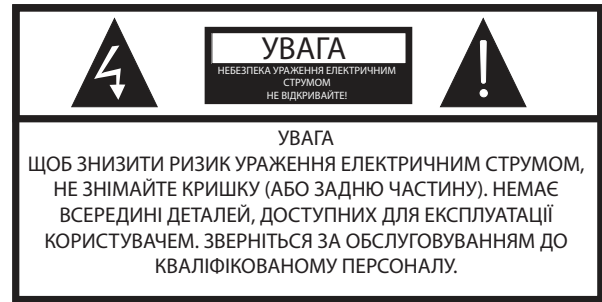 УВАГА
НЕБЕЗПЕКА УРАЖЕННЯ ЕЛЕКТРИЧНИМ
СТРУМОМ
НЕ ВІДКРИВАЙТЕ!
УВАГА
ЩОБ ЗНИЗИТИ РИЗИК УРАЖЕННЯ ЕЛЕКТРИЧНИМ СТРУМОМ,
НЕ ЗНІМАЙТЕ КРИШКУ (АБО ЗАДНЮ ЧАСТИНУ). НЕМАЄ
ВСЕРЕДИНІ ДЕТАЛЕЙ, ДОСТУПНИХ ДЛЯ ЕКСПЛУАТАЦІЇ
КОРИСТУВАЧЕМ. ЗВЕРНІТЬСЯ ЗА ОБСЛУГОВУВАННЯМ ДО
КВАЛІФІКОВАНОМУ ПЕРСОНАЛУ.